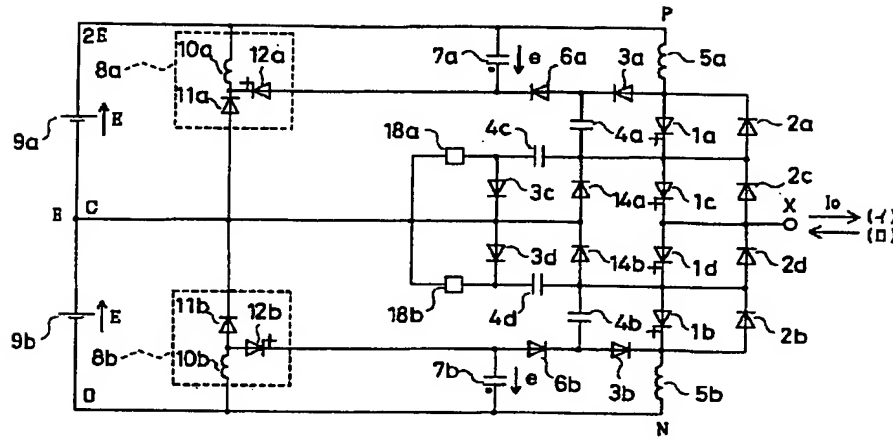 P
2E
10a
12a
7a
e
6a
3a
5a
8a
11a
9a
E
18a
4c
4a
1a
2a
3c
14a
1c
2c
E
C
X
Io
(イ)
(ロ)
3d
14b
1d
2d
11b
12b
18b
4d
4b
1b
2b
9b
E
8b
10b
7b
e
6b
3b
5b
0
N